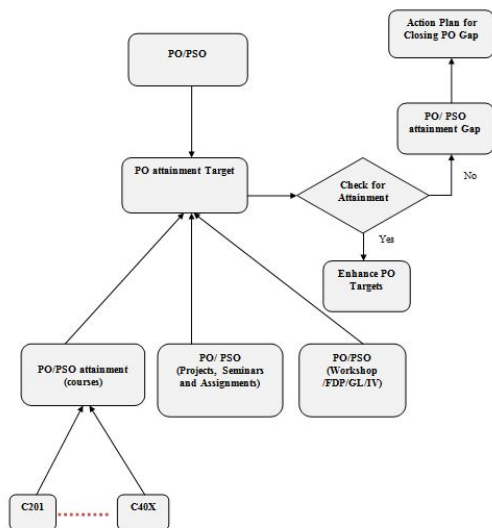 Action Plan for
Closing PO Gap
PO/PSO
PO/ PSO
attainment Gap
PO attainment Target
Check for
Attainment
No
Yes
Enhance PO
Targets
PO/PSO attainment
(courses)
PO/ PSO
(Projects, Seminars
and Assignments)
PO/PSO
(Workshop
/FDP/GL/IV)
C201
C40X